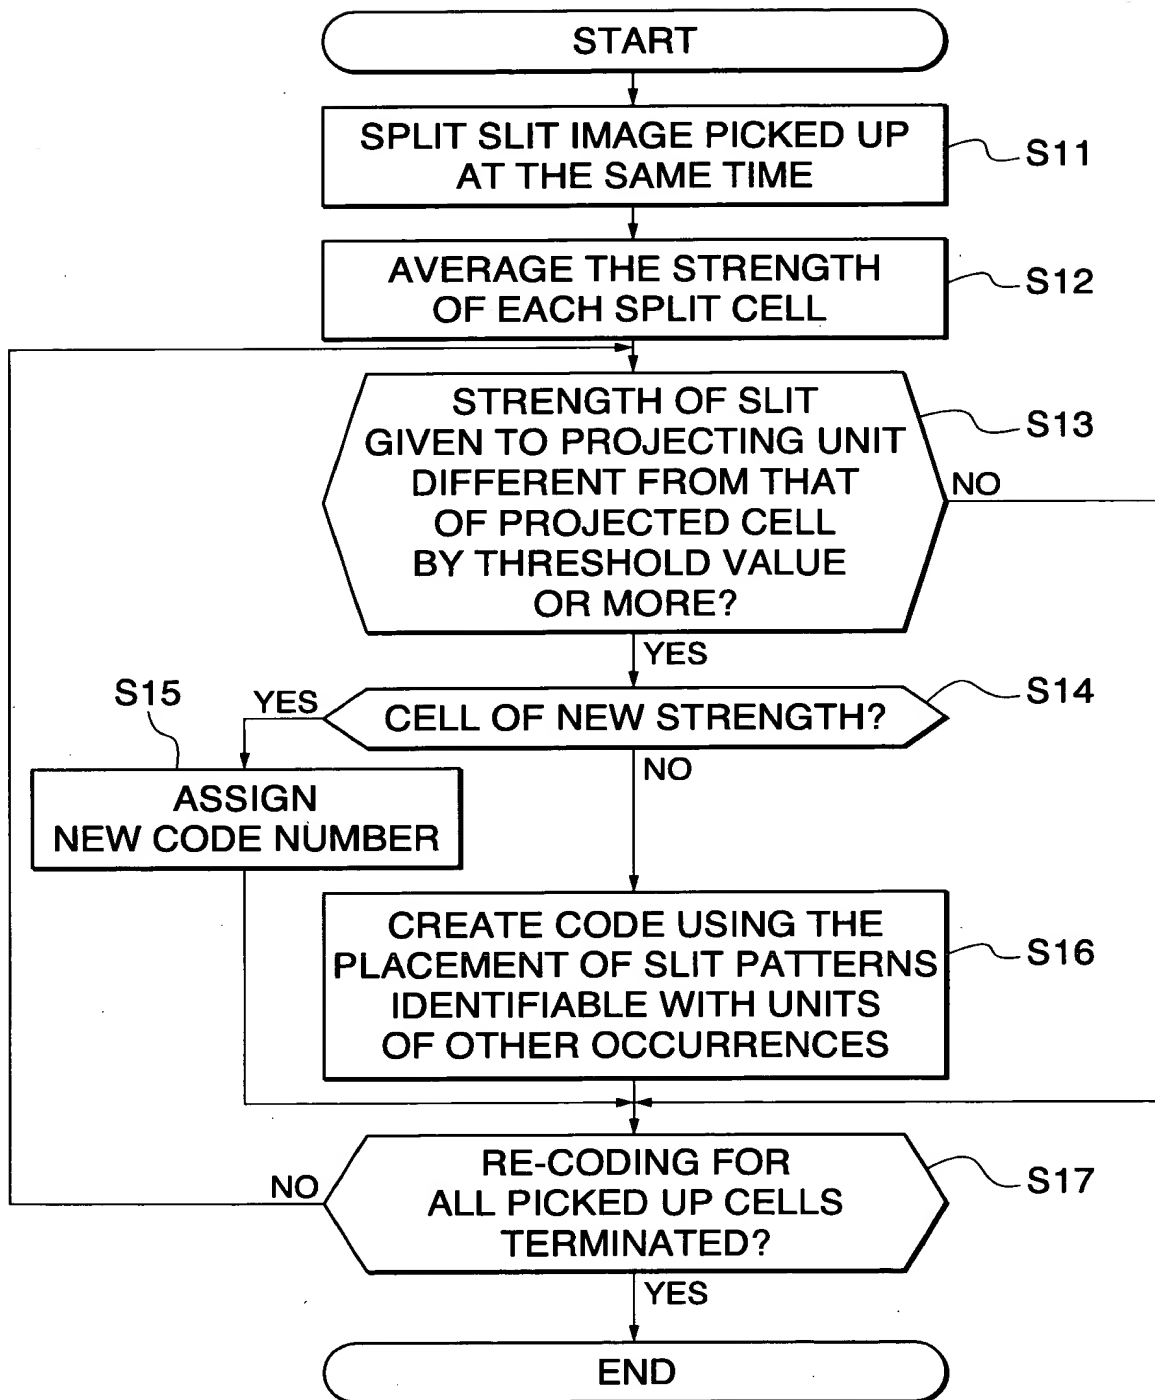 START
SPLIT SLIT IMAGE PICKED UP
AT THE SAME TIME
S11
AVERAGE THE STRENGTH
OF EACH SPLIT CELL
S12
STRENGTH OF SLIT
GIVEN TO PROJECTING UNIT
DIFFERENT FROM THAT
OF PROJECTED CELL
BY THRESHOLD VALUE
OR MORE?
S13
NO
YES
CELL OF NEW STRENGTH?
S14
YES
NO
S15
ASSIGN
NEW CODE NUMBER
CREATE CODE USING THE
PLACEMENT OF SLIT PATTERNS
IDENTIFIABLE WITH UNITS
OF OTHER OCCURRENCES
S16
RE-CODING FOR
ALL PICKED UP CELLS
TERMINATED?
S17
NO
YES
END